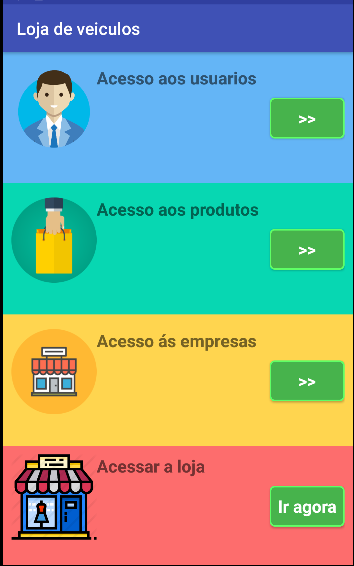 Loja de veiculos
Acesso aos usuarios
>>
Acesso aos produtos
>>
Acesso ás empresas
>>
Acessar a loja
Ir agora